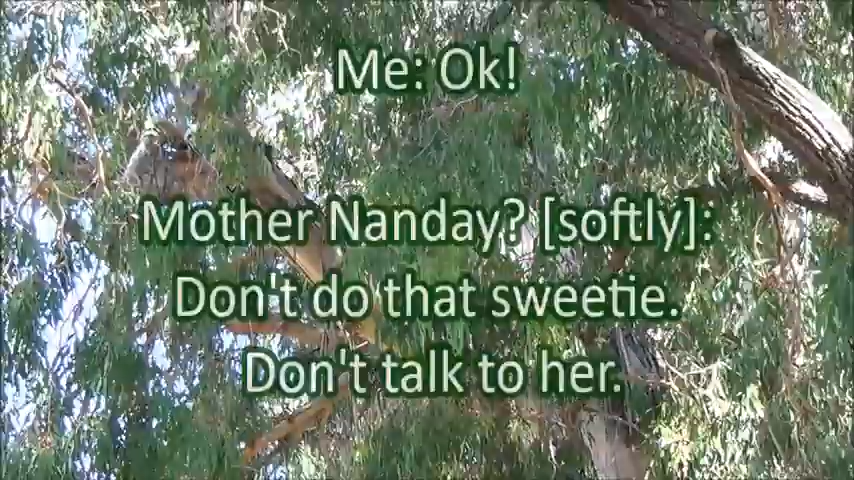 Me: Ok!
Mother Nanday? [softly]:
Don't do that sweetie.
Don't talk to her.